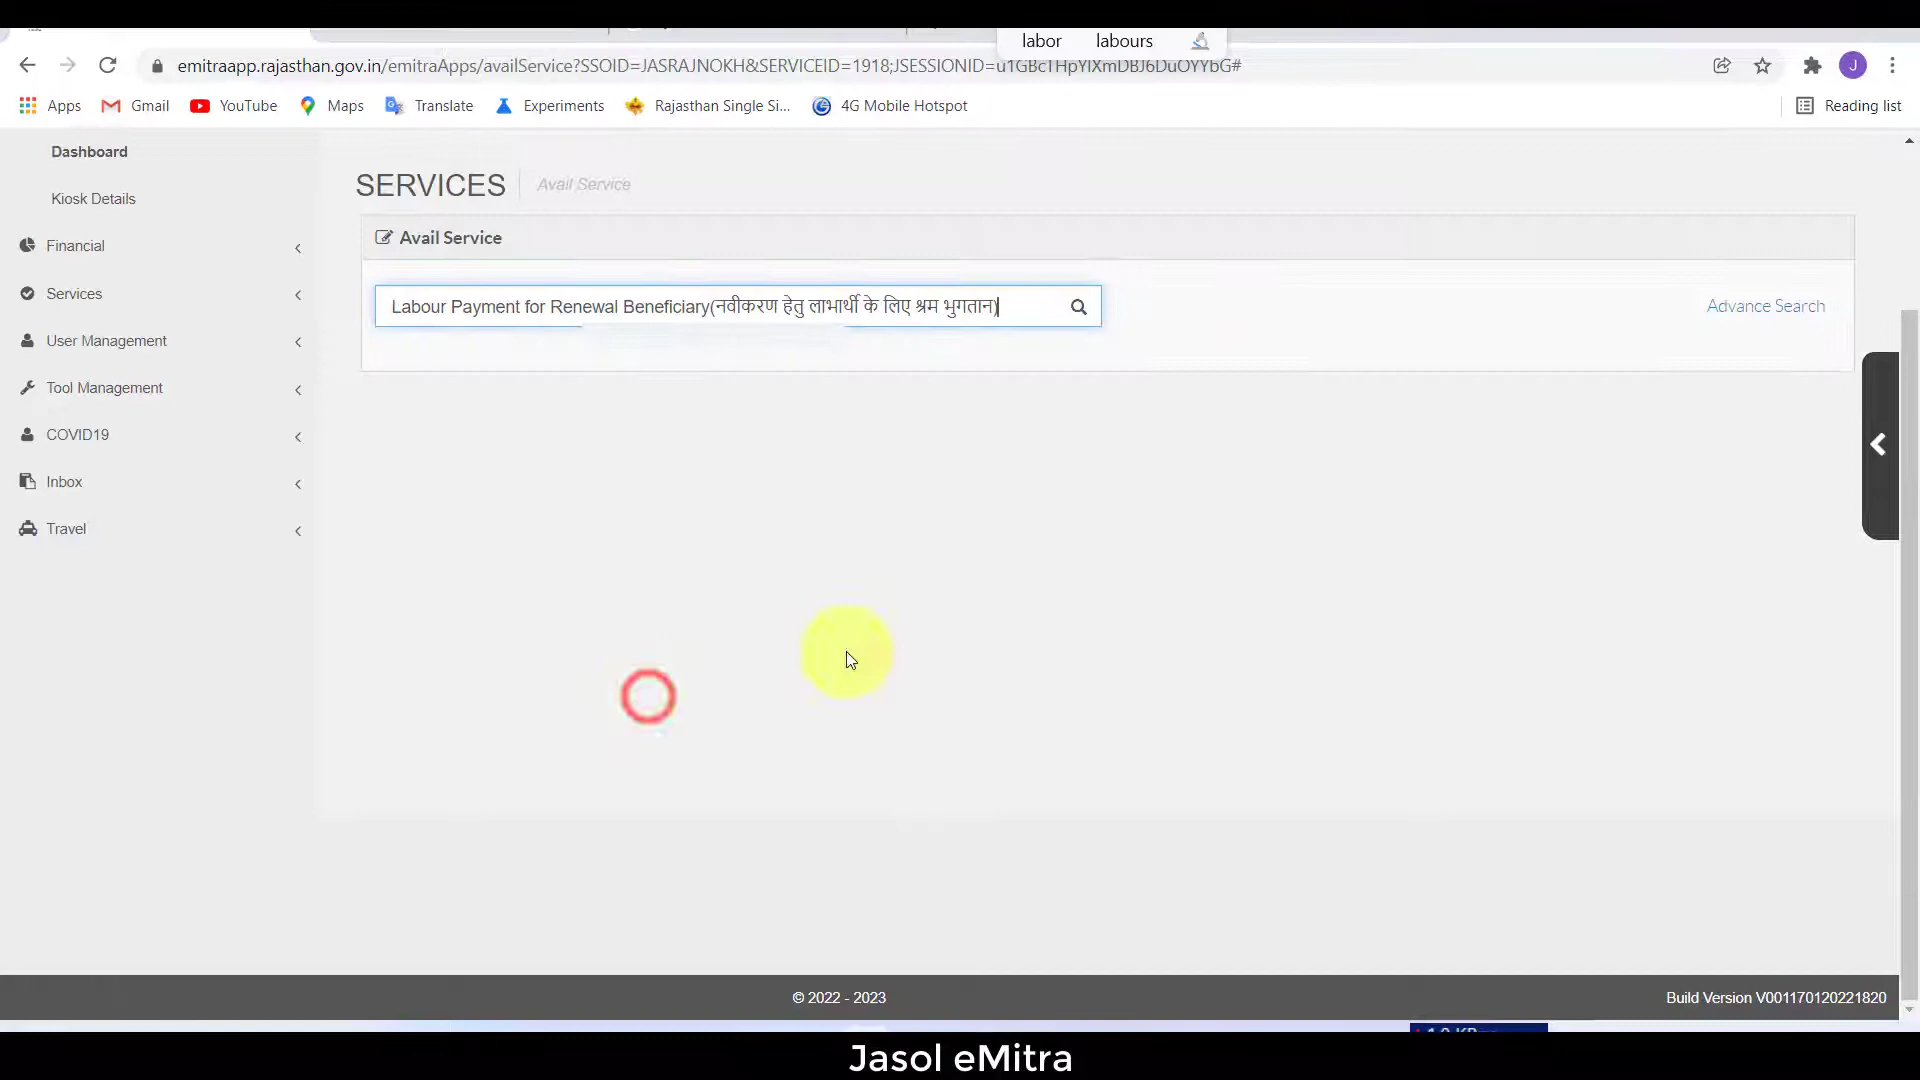 labor labours
emitraapp.rajasthan.gov.in/emitraApps/availService?SSOID=JASRAJNOKH&SERVICEID=1918;JSESSIONID=
J
Apps Gmail YouTube Maps Translate Experiments Rajasthan Single Si... 4G Mobile Hotspot Reading list
Dashboard
Kiosk Details
Financial
Services
User Management
Tool Management
COVID19
Inbox
Travel
SERVICES Avail Service
Avail Service
Labour Payment for Renewal Beneficiary(नवीकरण हेतु लाभार्थी के लिए श्रम भुगतान)
Advance Search
© 2022 - 2023
Build Version V001170120221820
Jasol eMitra